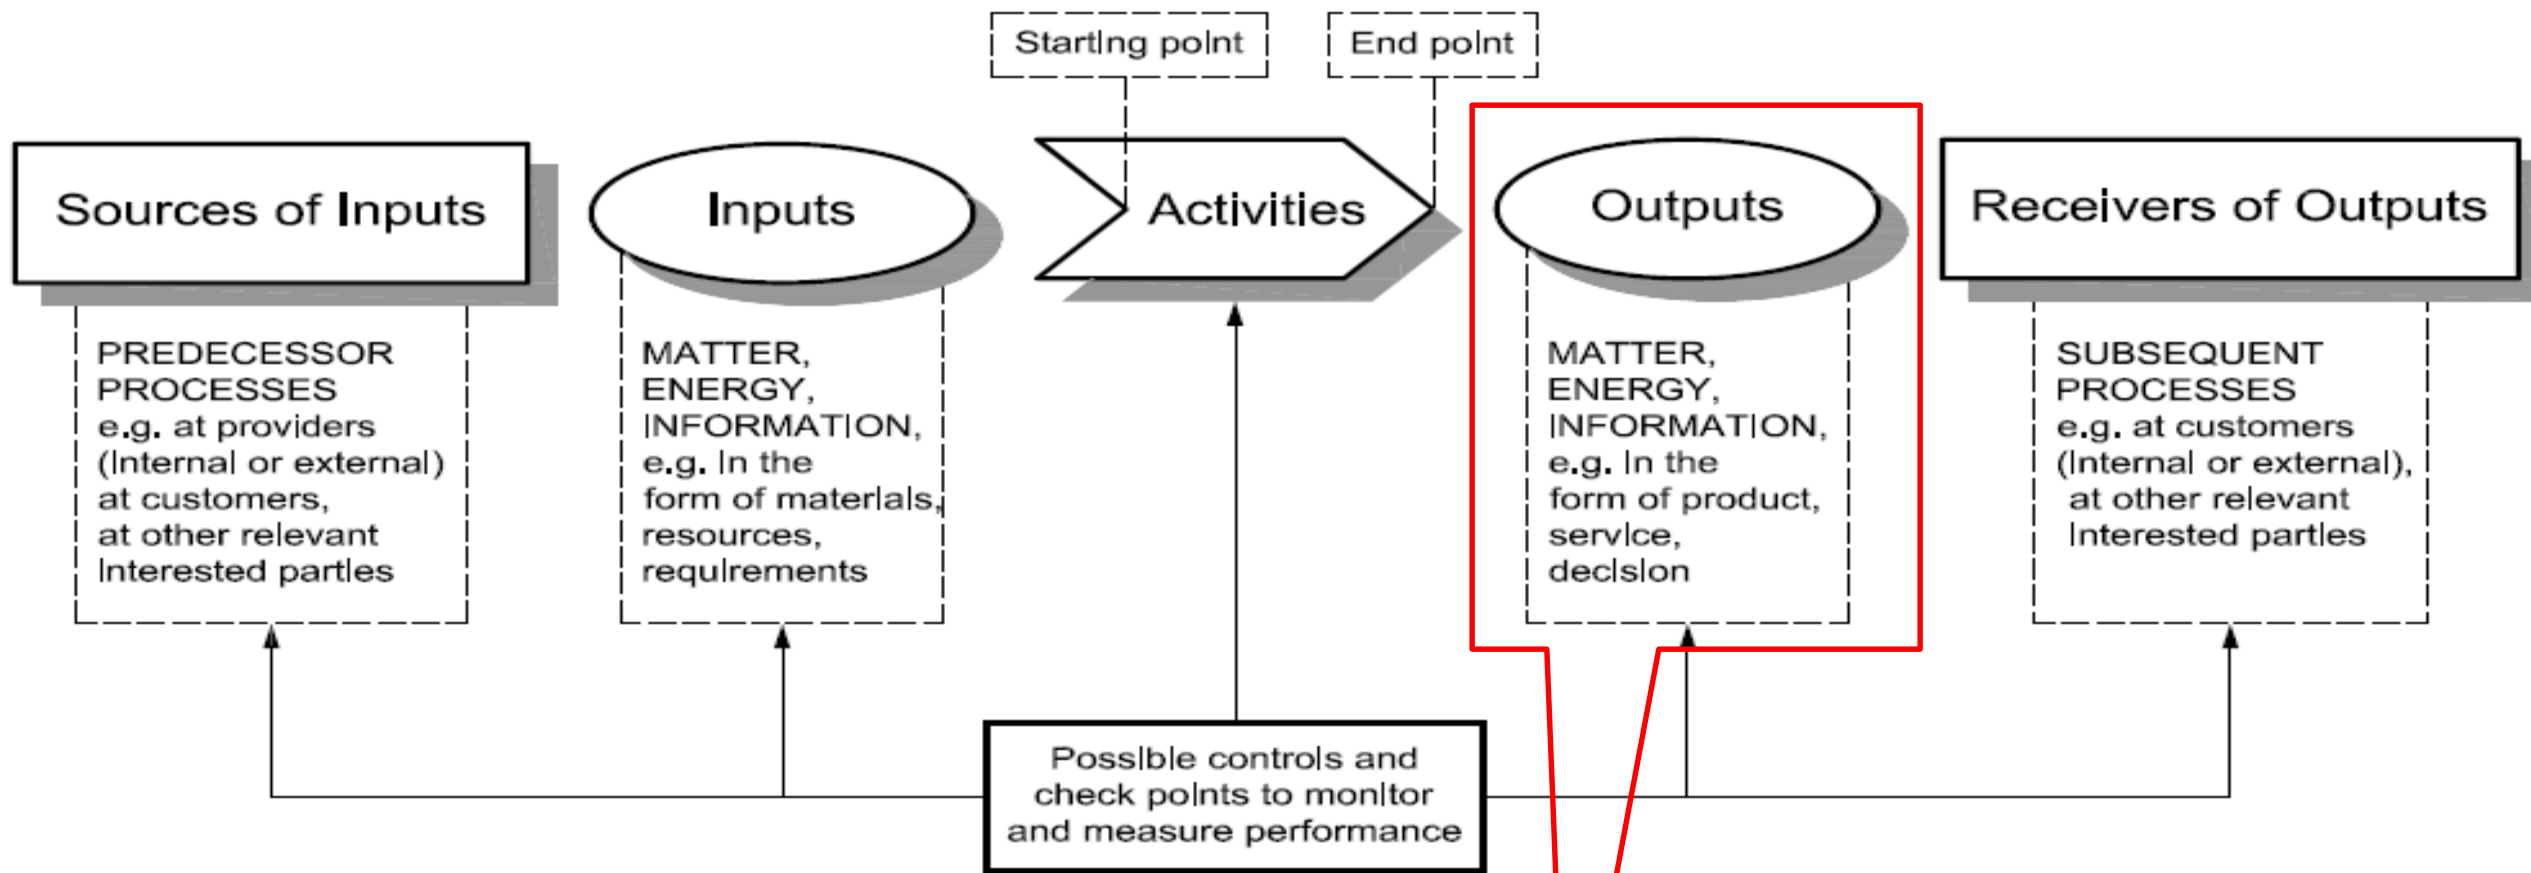 Starting point
End point
Sources of Inputs
Inputs
Activities
Outputs
Receivers of Outputs
PREDECESSOR
PROCESSES
e.g. at providers
(internal or external)
at customers,
at other relevant
interested parties
MATTER,
ENERGY,
INFORMATION,
e.g. in the
form of materials,
resources,
requirements
MATTER,
ENERGY,
INFORMATION,
e.g. in the
form of product,
service,
decision
SUBSEQUENT
PROCESSES
e.g. at customers
(internal or external),
at other relevant
interested parties
Possible controls and
check points to monitor
and measure performance